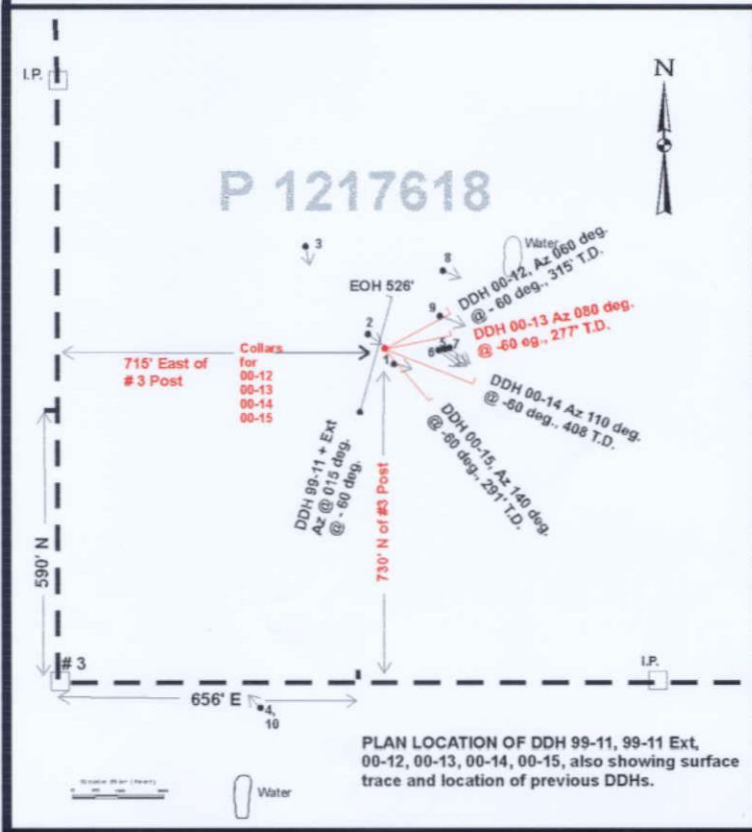 I.P.
N
P 1217618
3
Water
8
EOH 526'
9
DDH 00-12, Az 060 deg.
@ - 60 deg., 315' T.D.
2
DDH 00-13 Az 080 deg.
@ -60 eg., 277' T.D.
5
7
6
1
715' East of
# 3 Post
Collars
for
00-12
00-13
00-14
00-15
DDH 00-14 Az 110 deg.
@ -60 deg., 408 T.D.
DDH 00-15, Az 140 deg.
@ -60 deg., 291' T.D.
DDH 99-11 + Ext
Az @ 015 deg.
@ - 60 deg.
730' N of #3 Post
590' N
# 3
I.P.
656' E
4,
10
PLAN LOCATION OF DDH 99-11, 99-11 Ext,
00-12, 00-13, 00-14, 00-15, also showing surface
trace and location of previous DDHs.
Water